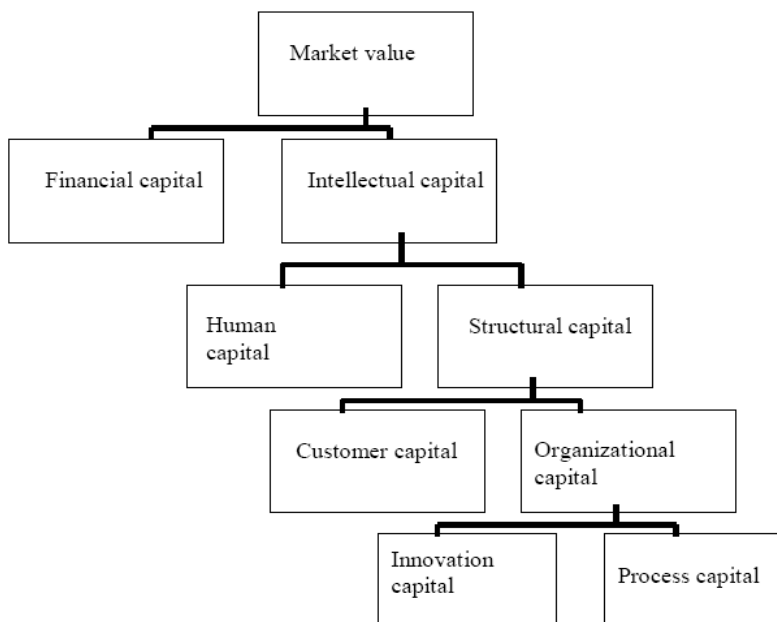 Market value
Financial capital
Intellectual capital
Human
capital
Structural capital
Customer capital
Organizational
capital
Innovation
capital
Process capital